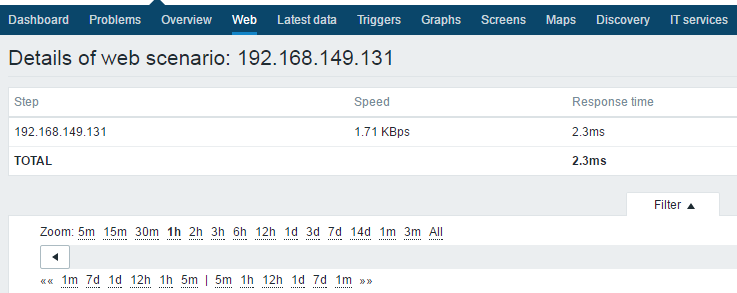 Dashboard Problems Overview Web Latest data Triggers Graphs Screens Maps Discovery IT services
Details of web scenario: 192.168.149.131
Step Speed Response time
192.168.149.131 1.71 KBps 2.3ms
TOTAL 2.3ms
Filter ▲
Zoom: 5m 15m 30m 1h 2h 3h 6h 12h 1d 3d 7d 14d 1m 3m All
◄
«« 1m 7d 1d 12h 1h 5m | 5m 1h 12h 1d 7d 1m »»